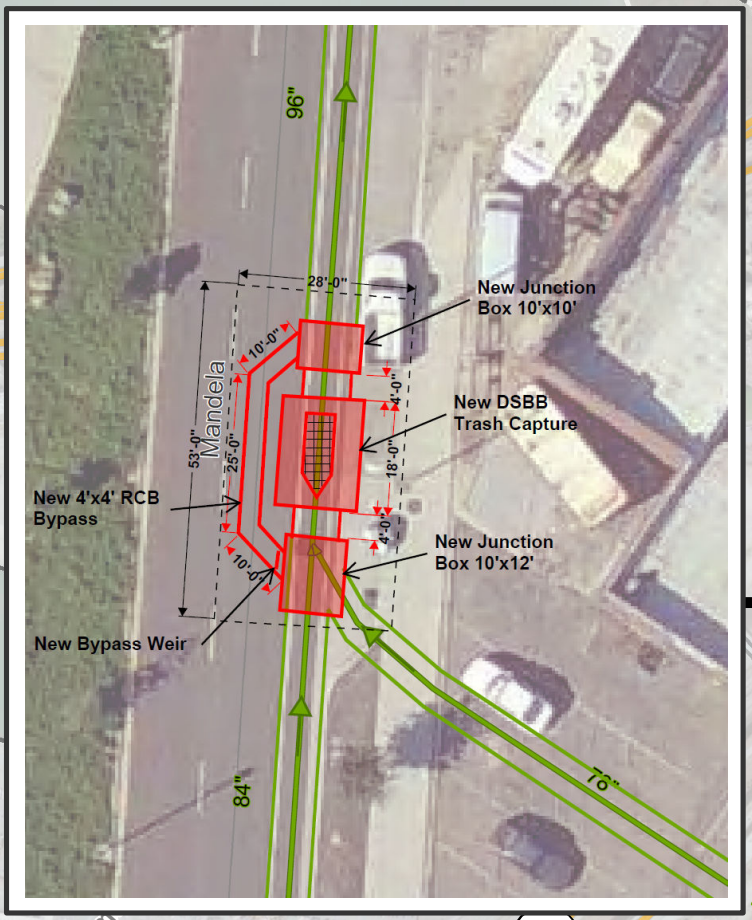 96"
28'-0"
New Junction
Box 10'x10'
10'-0"
Mandela
4'-0"
New DSBB
Trash Capture
53'-0"
25'-0"
18'-0"
New 4'x4' RCB
Bypass
4'-0"
New Junction
Box 10'x12'
10'-0"
New Bypass Weir
84"